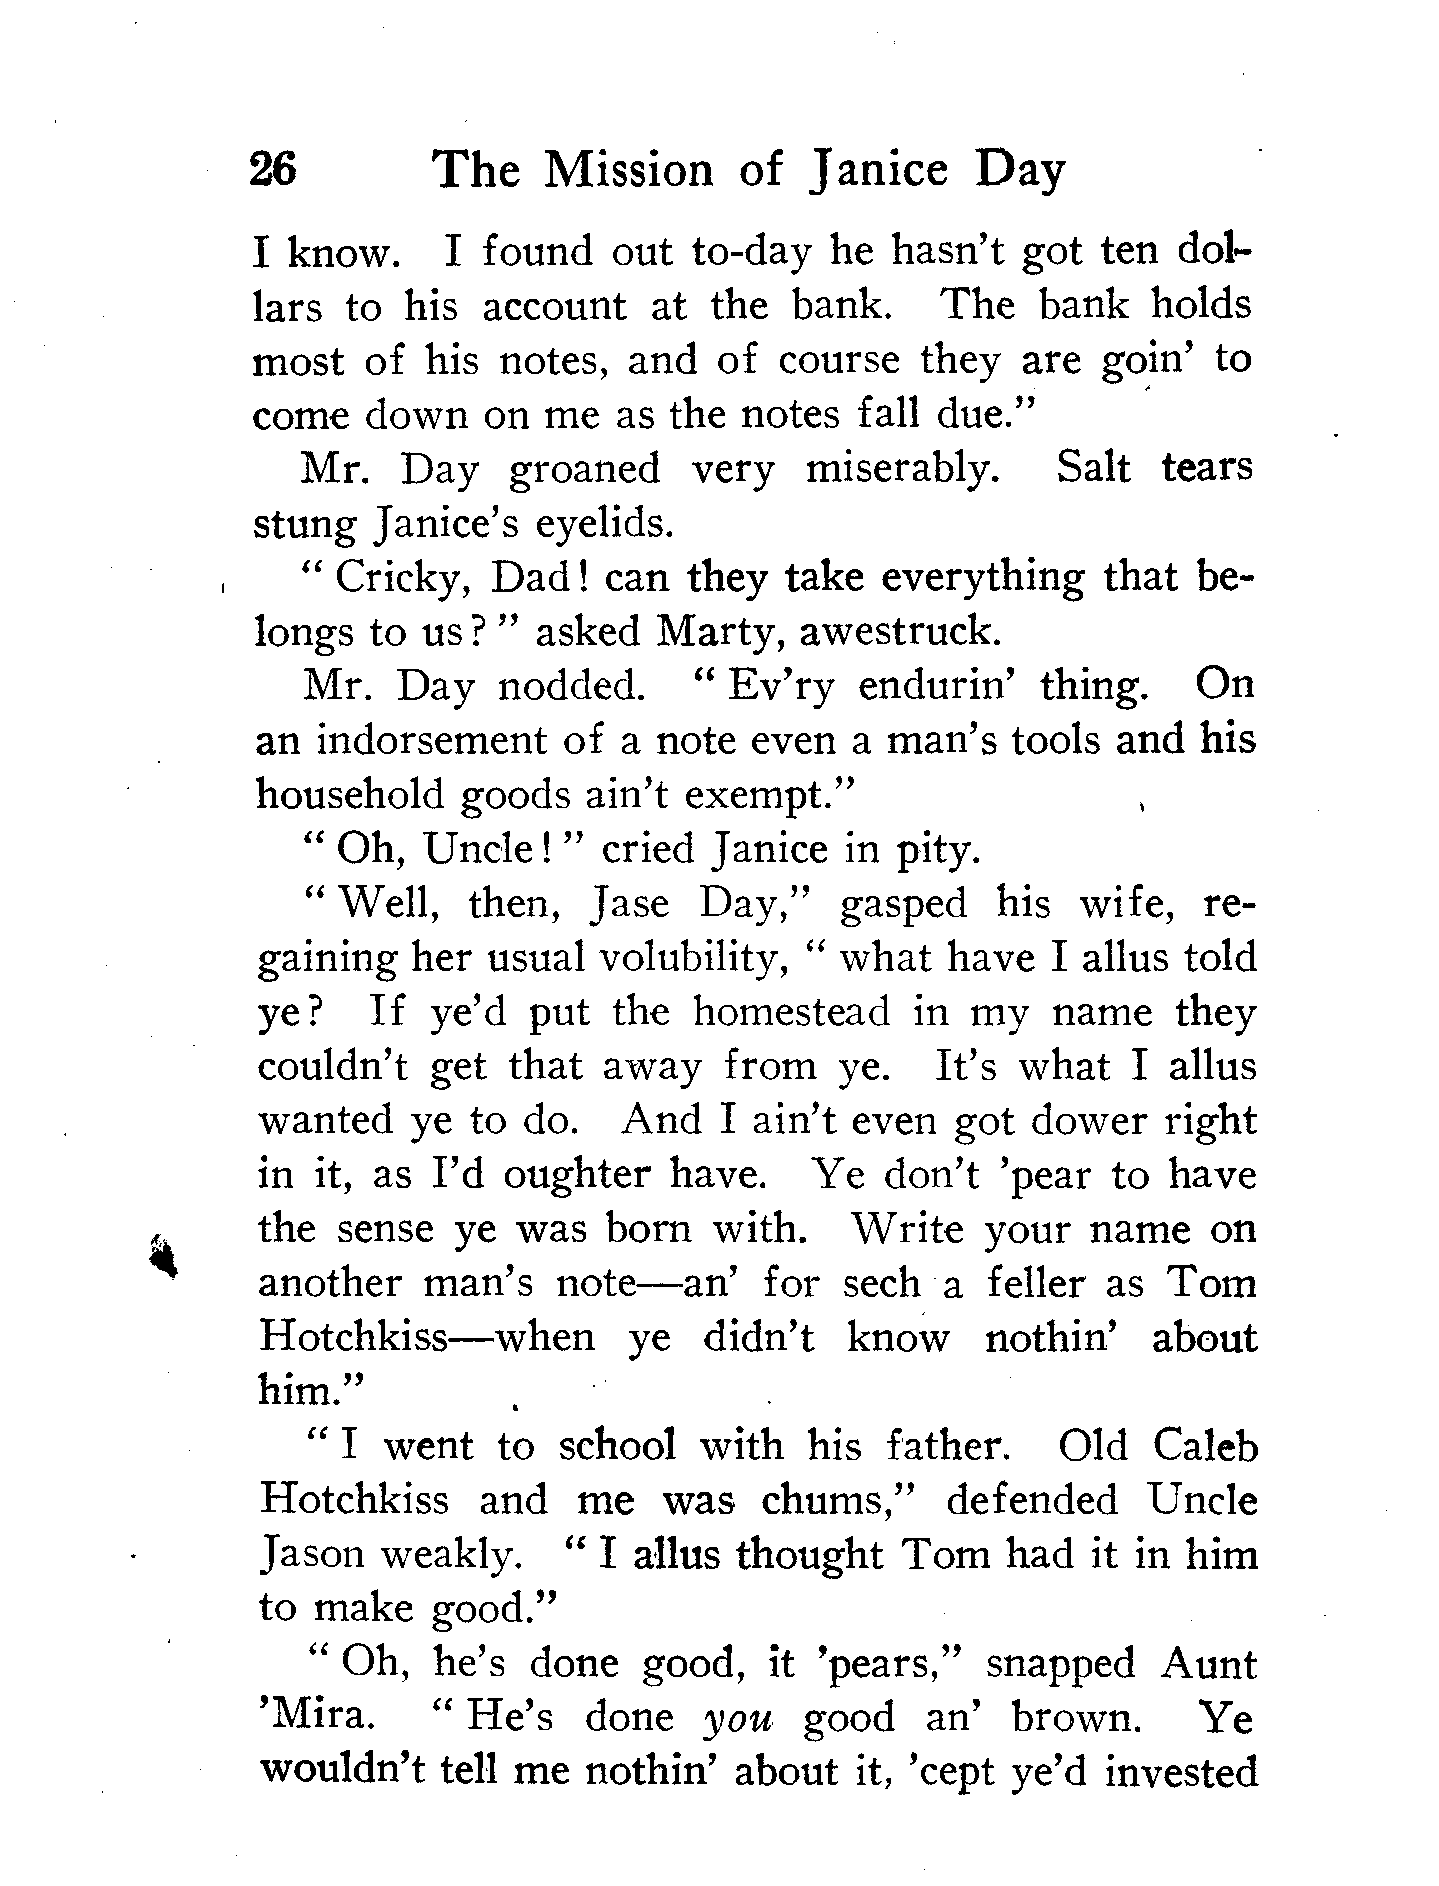 26 The Mission of Janice Day
I know. I found out to-day he hasn't got ten dol-
lars to his account at the bank. The bank holds
most of his notes, and of course they are goin' to
come down on me as the notes fall due."
Mr. Day groaned very miserably. Salt tears
stung Janice's eyelids.
" Cricky, Dad! can they take everything that be-
longs to us? " asked Marty, awestruck.
Mr. Day nodded. " Ev'ry endurin' thing. On
an indorsement of a note even a man's tools and his
household goods ain't exempt."
" Oh, Uncle! " cried Janice in pity.
" Well, then, Jase Day," gasped his wife, re-
gaining her usual volubility, " what have I allus told
ye? If ye'd put the homestead in my name they
couldn't get that away from ye. It's what I allus
wanted ye to do. And I ain't even got dower right
in it, as I'd oughter have. Ye don't 'pear to have
the sense ye was born with. Write your name on
another man's note—an' for sech a feller as Tom
Hotchkiss—when ye didn't know nothin' about
him."
" I went to school with his father. Old Caleb
Hotchkiss and me was chums," defended Uncle
Jason weakly. " I allus thought Tom had it in him
to make good."
" Oh, he's done good, it 'pears," snapped Aunt
'Mira. " He's done you good an' brown. Ye
wouldn't tell me nothin' about it, 'cept ye'd invested